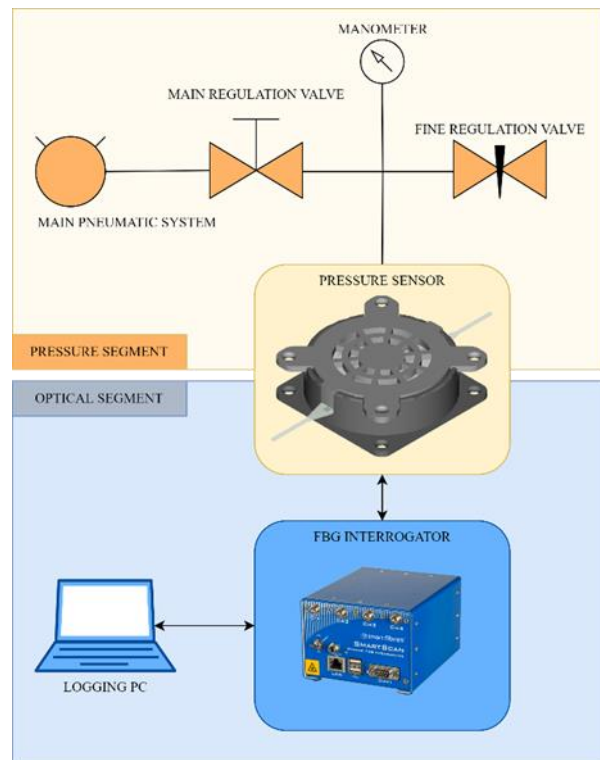 MANOMETER
MAIN REGULATION VALVE
FINE REGULATION VALVE
MAIN PNEUMATIC SYSTEM
PRESSURE SENSOR
PRESSURE SEGMENT
OPTICAL SEGMENT
FBG INTERROGATOR
SMARTSCAN
LAN
LOGGING PC